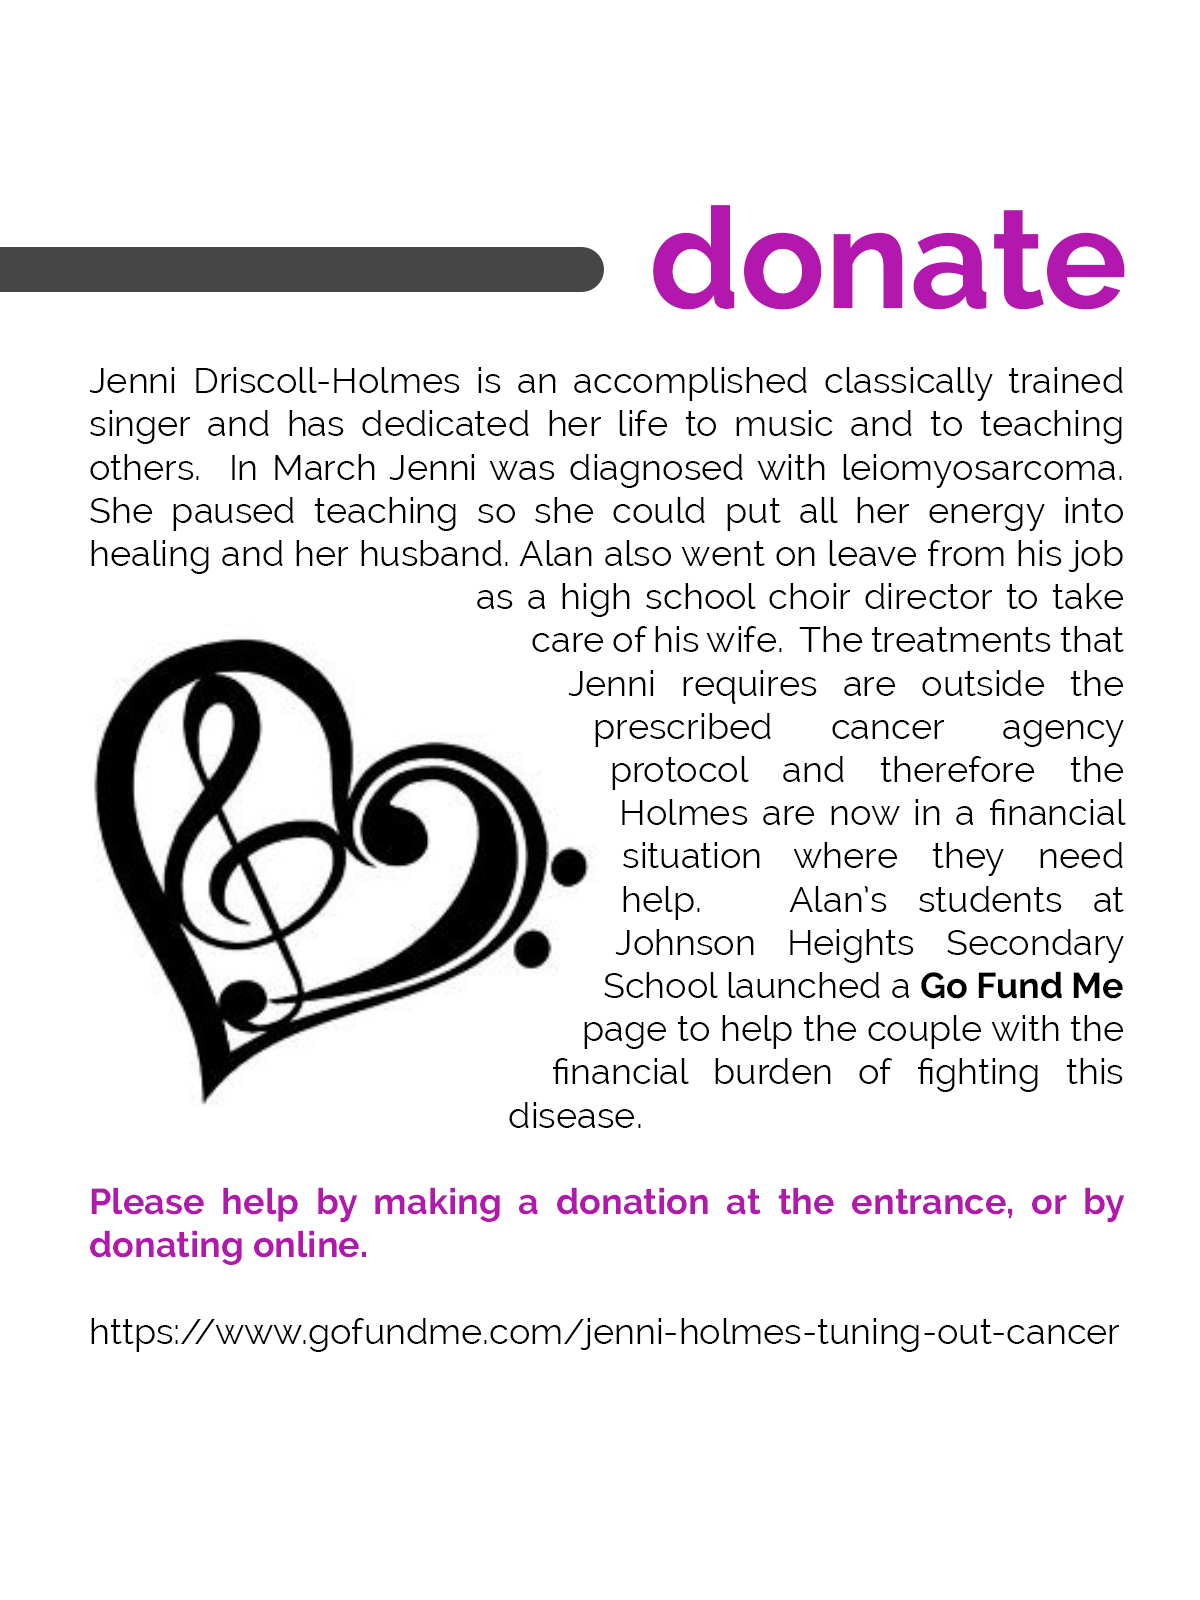 donate
Jenni Driscoll-Holmes is an accomplished classically trained
singer and has dedicated her life to music and to teaching
others.  In March Jenni was diagnosed with leiomyosarcoma.
She paused teaching so she could put all her energy into
healing and her husband. Alan also went on leave from his job
as a high school choir director to take
care of his wife.  The treatments that
Jenni requires are outside the
prescribed cancer agency
protocol and therefore the
Holmes are now in a financial
situation where they need
help.  Alan's students at
Johnson Heights Secondary
School launched a Go Fund Me
page to help the couple with the
financial burden of fighting this
disease.
Please help by making a donation at the entrance, or by
donating online.
https://www.gofundme.com/jenni-holmes-tuning-out-cancer